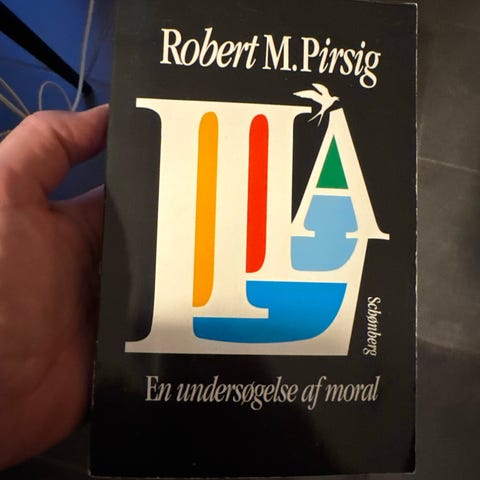 Robert M. Pirsig
LILA
Schønberg
En undersøgelse af moral